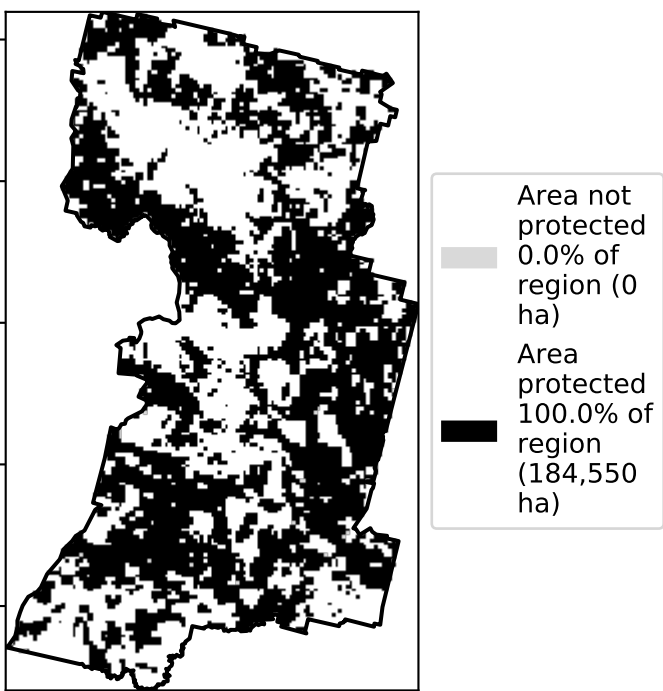 Area not
protected
0.0% of
region (0
ha)
Area
protected
100.0% of
region
(184,550
ha)